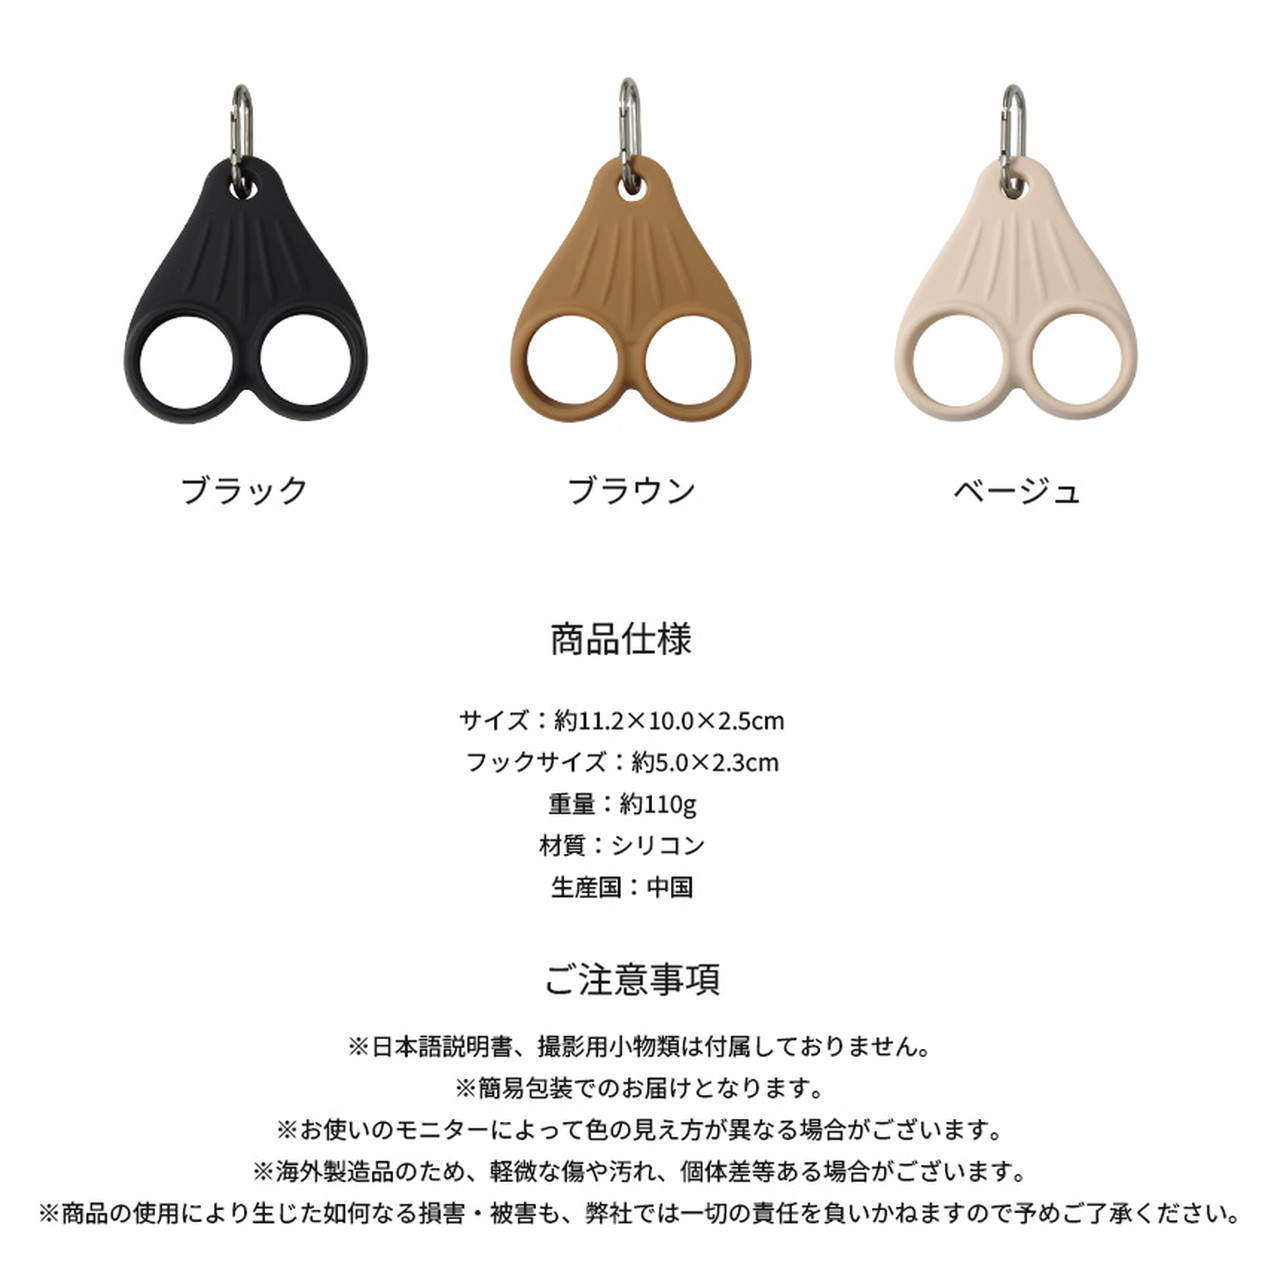 ブラック
ブラウン
ベージュ
商品仕様
サイズ：約11.2×10.0×2.5cm
フックサイズ：約5.0×2.3cm
重量：約110g
材質：シリコン
生産国：中国
ご注意事項
※日本語説明書、撮影用小物類は付属しておりません。
※簡易包装でのお届けとなります。
※お使いのモニターによって色の見え方が異なる場合がございます。
※海外製造品のため、軽微な傷や汚れ、個体差等ある場合がございます。
※商品の使用により生じた如何なる損害・被害も、弊社では一切の責任を負いかねますので予めご了承ください。